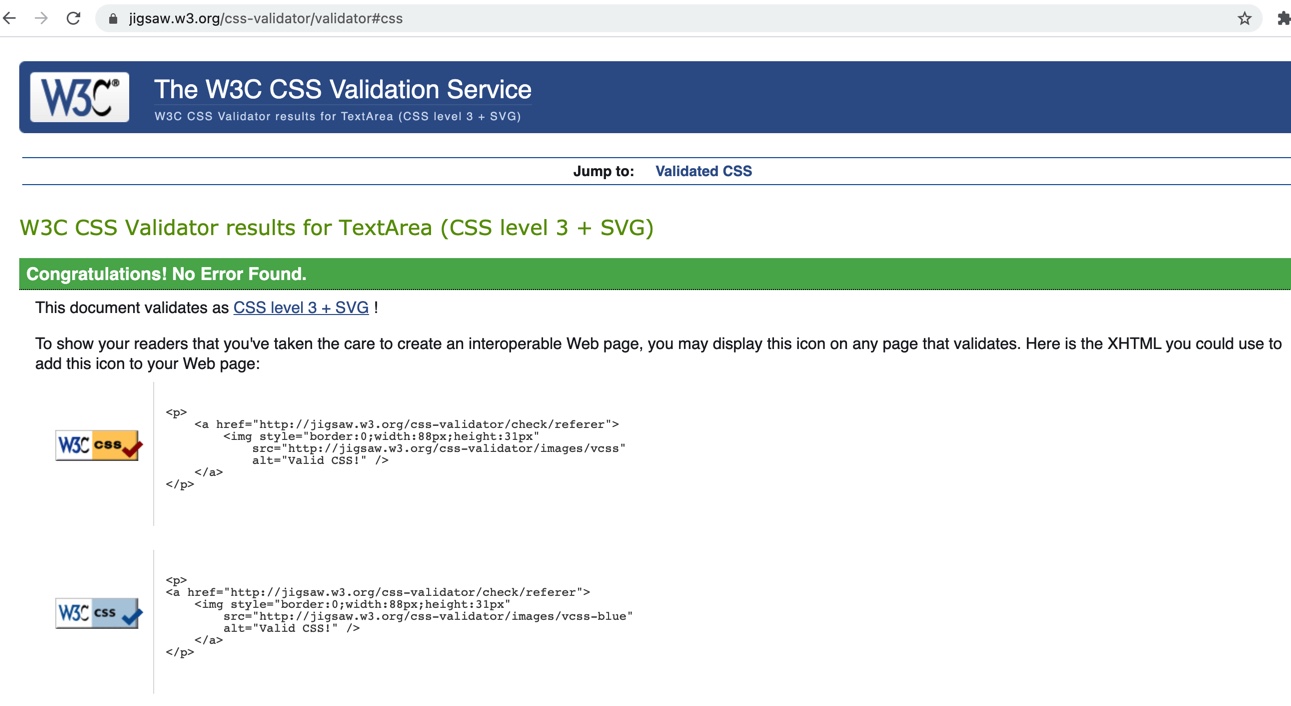 jigsaw.w3.org/css-validator/validator#css
W3C®
The W3C CSS Validation Service
W3C CSS Validator results for TextArea (CSS level 3 + SVG)
Jump to: Validated CSS
W3C CSS Validator results for TextArea (CSS level 3 + SVG)
Congratulations! No Error Found.
This document validates as CSS level 3 + SVG !
To show your readers that you've taken the care to create an interoperable Web page, you may display this icon on any page that validates. Here is the XHTML you could use to
add this icon to your Web page:
W3C css
<p>
    <a href="http://jigsaw.w3.org/css-validator/check/referer">
        <img style="border:0;width:88px;height:31px"
            src="http://jigsaw.w3.org/css-validator/images/vcss"
            alt="Valid CSS!" />
    </a>
</p>
W3C css
<p>
<a href="http://jigsaw.w3.org/css-validator/check/referer">
    <img style="border:0;width:88px;height:31px"
        src="http://jigsaw.w3.org/css-validator/images/vcss-blue"
        alt="Valid CSS!" />
    </a>
</p>